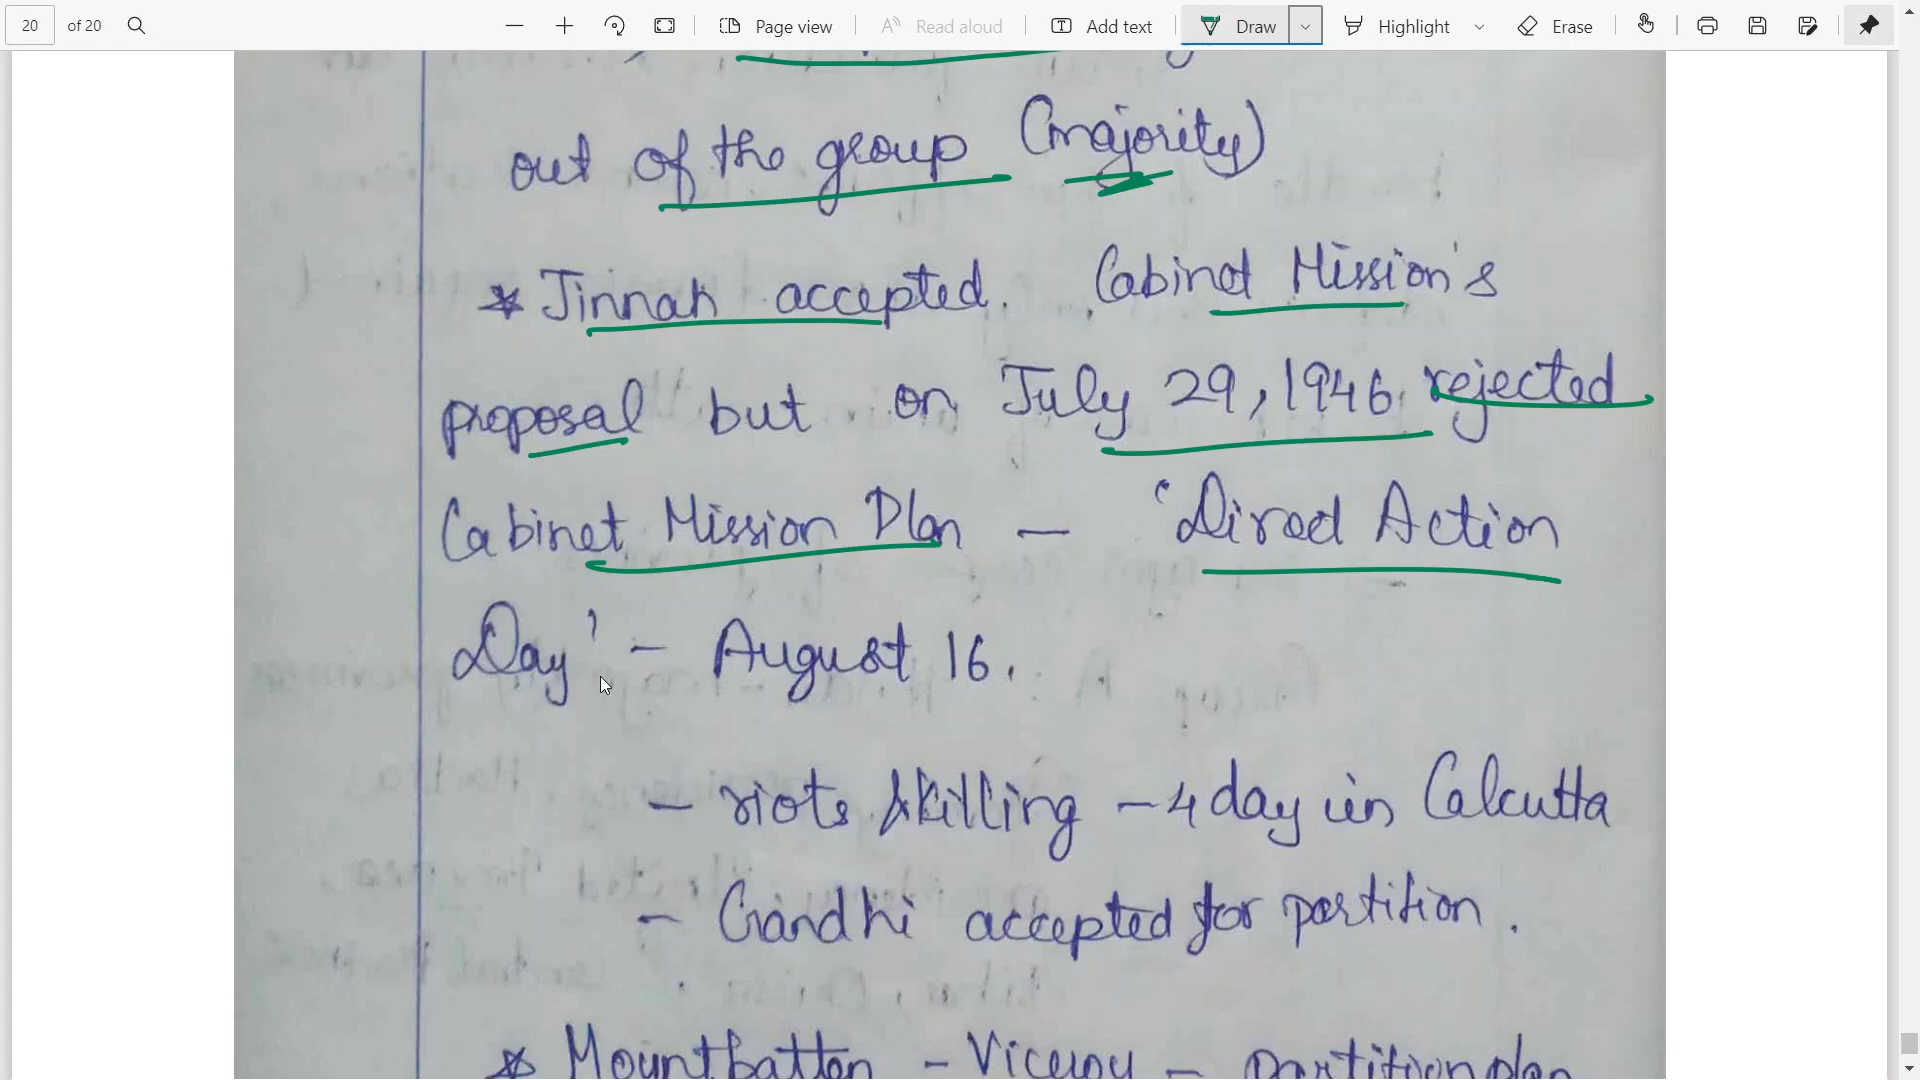 20 of 20 Page view Read aloud Add text Draw Highlight Erase
out of the group (majority)
* Jinnah accepted. Cabinet Mission's
proposal but on July 29, 1946 rejected
Cabinet Mission Plan — 'Direct Action
Day' – August 16.
– riots & killing – 4 day in Calcutta
– Gandhi accepted for partition.
* Mountbatten – Viceroy – partition plan